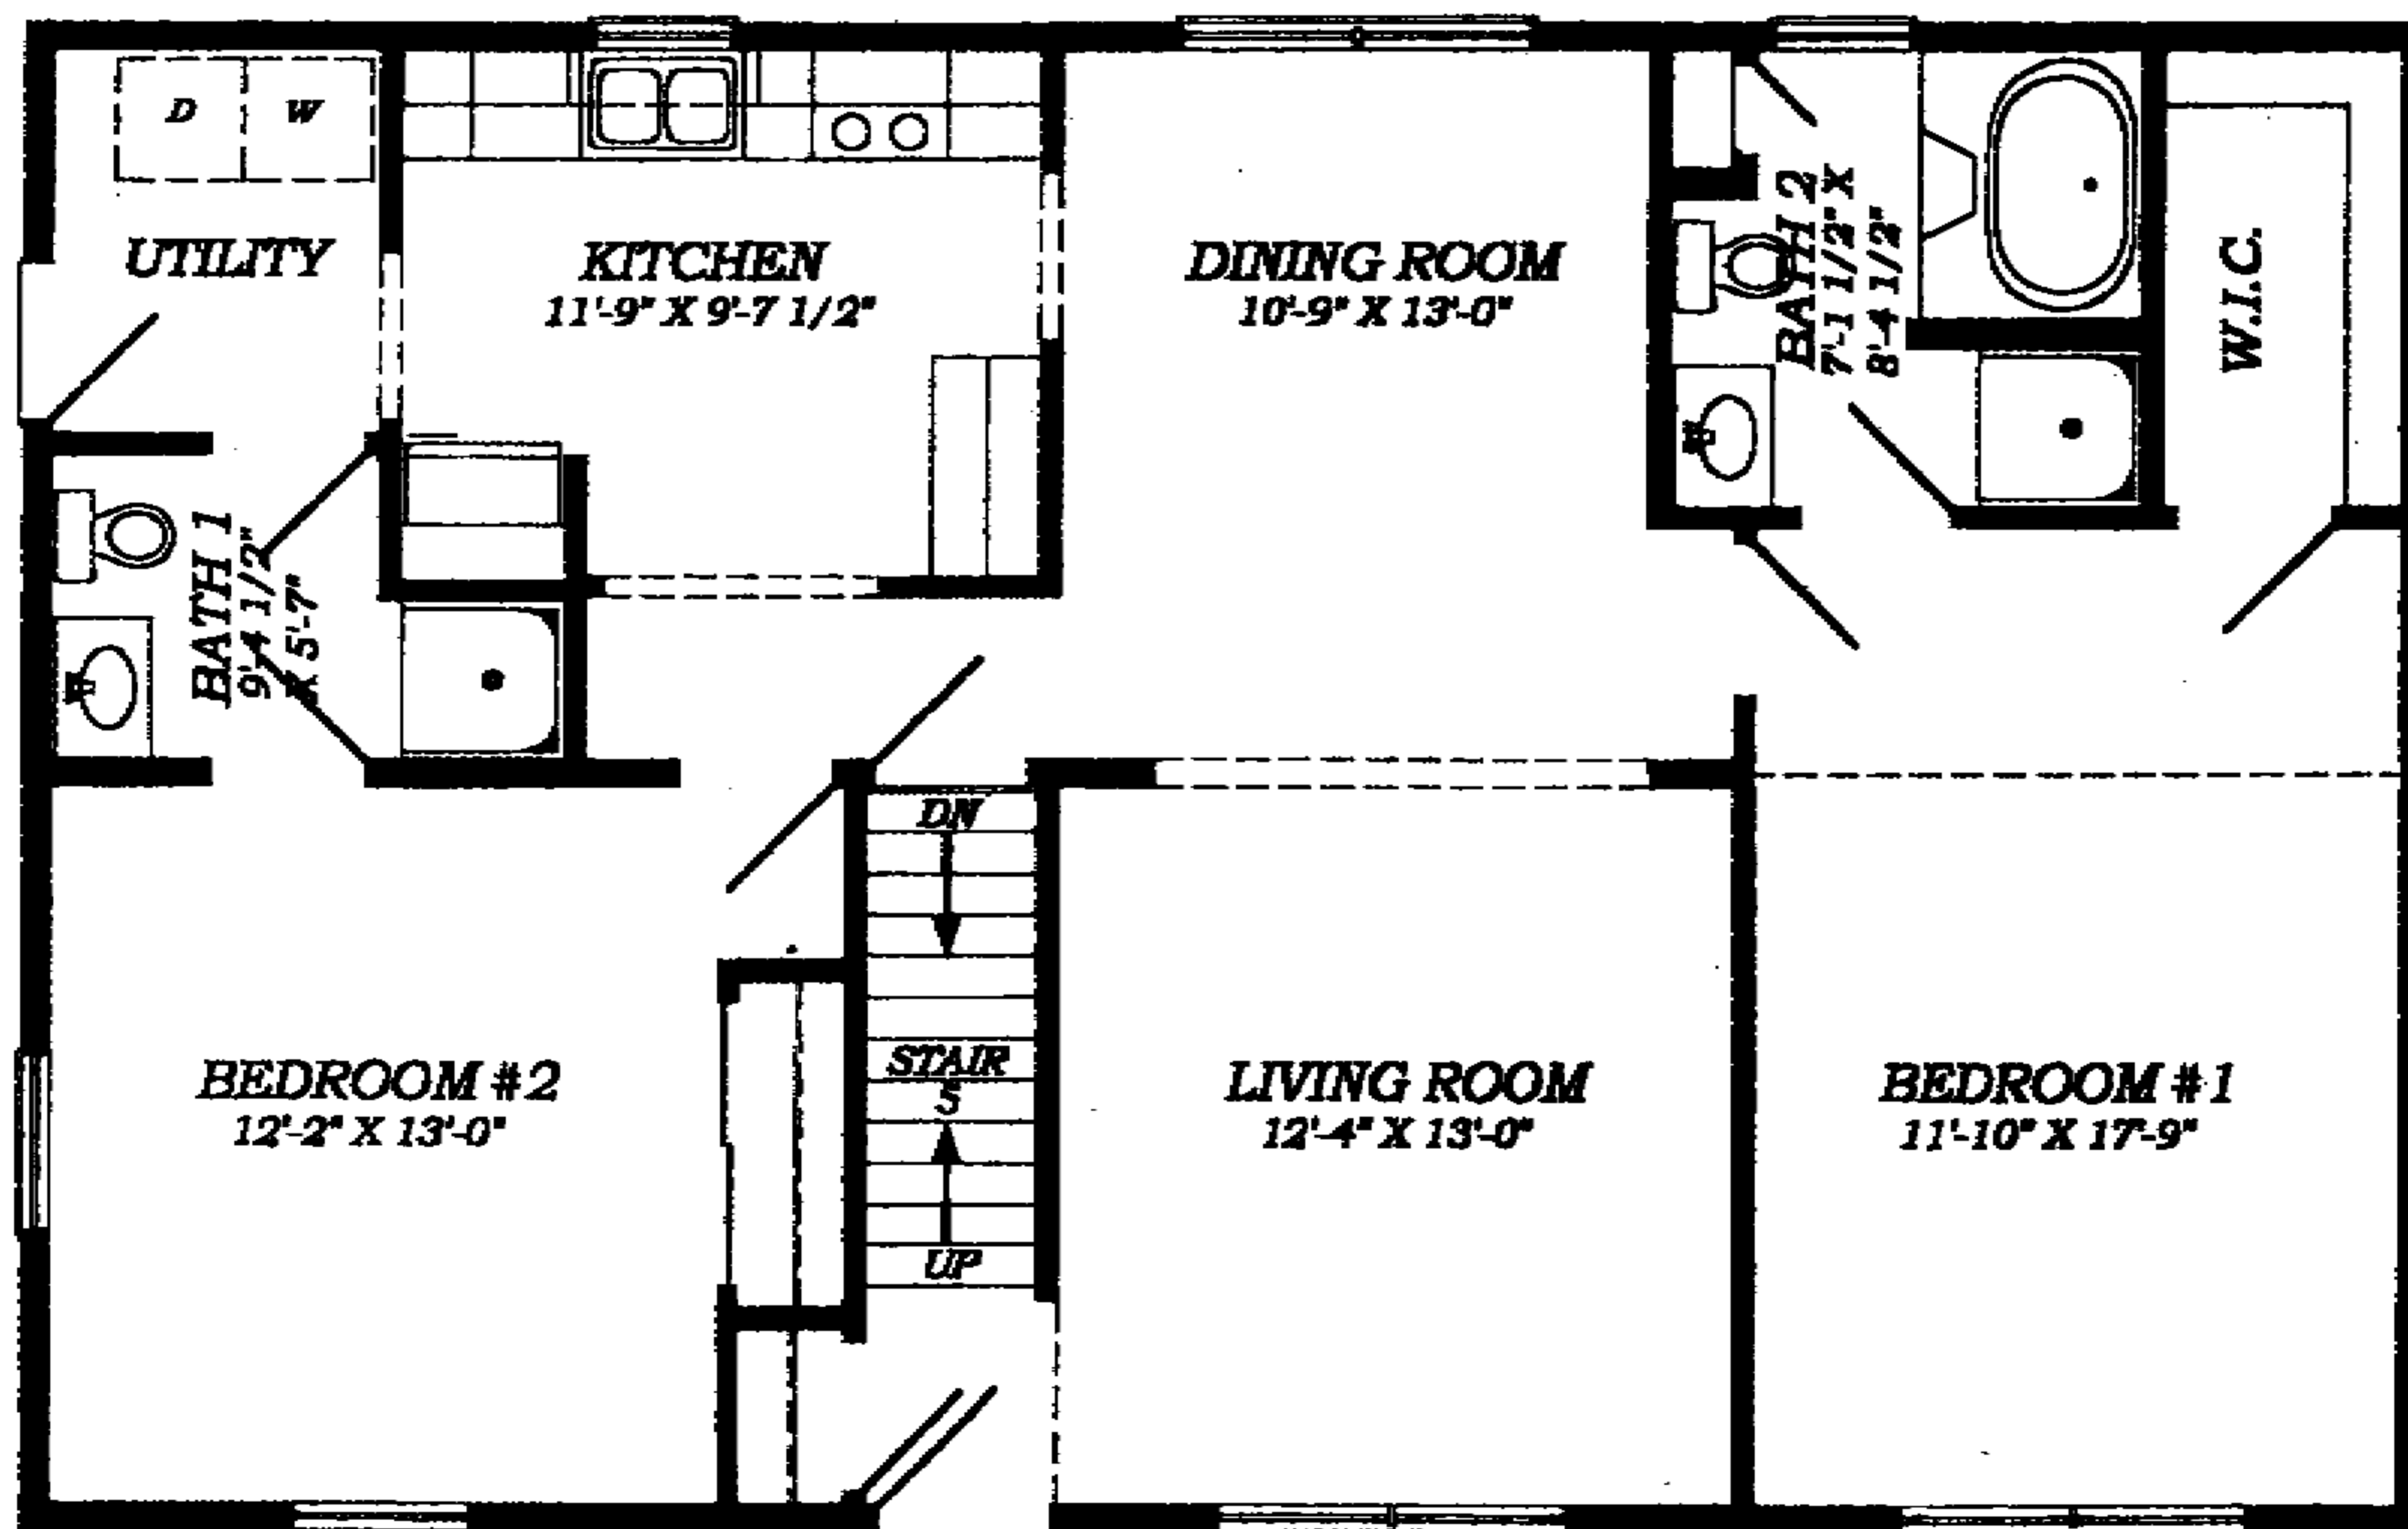 D
W
UTILITY
KITCHEN
11'-9" X 9'-7 1/2"
DINING ROOM
10'-9" X 13'-0"
BATH 2
7'-1 1/2" X
8'-4 1/2"
W.I.C.
BATH 1
9'-4 1/2"
X 5'-7"
DN
STAIR
5
UP
BEDROOM #2
12'-2" X 13'-0"
LIVING ROOM
12'-4" X 13'-0"
BEDROOM #1
11'-10" X 17'-9"